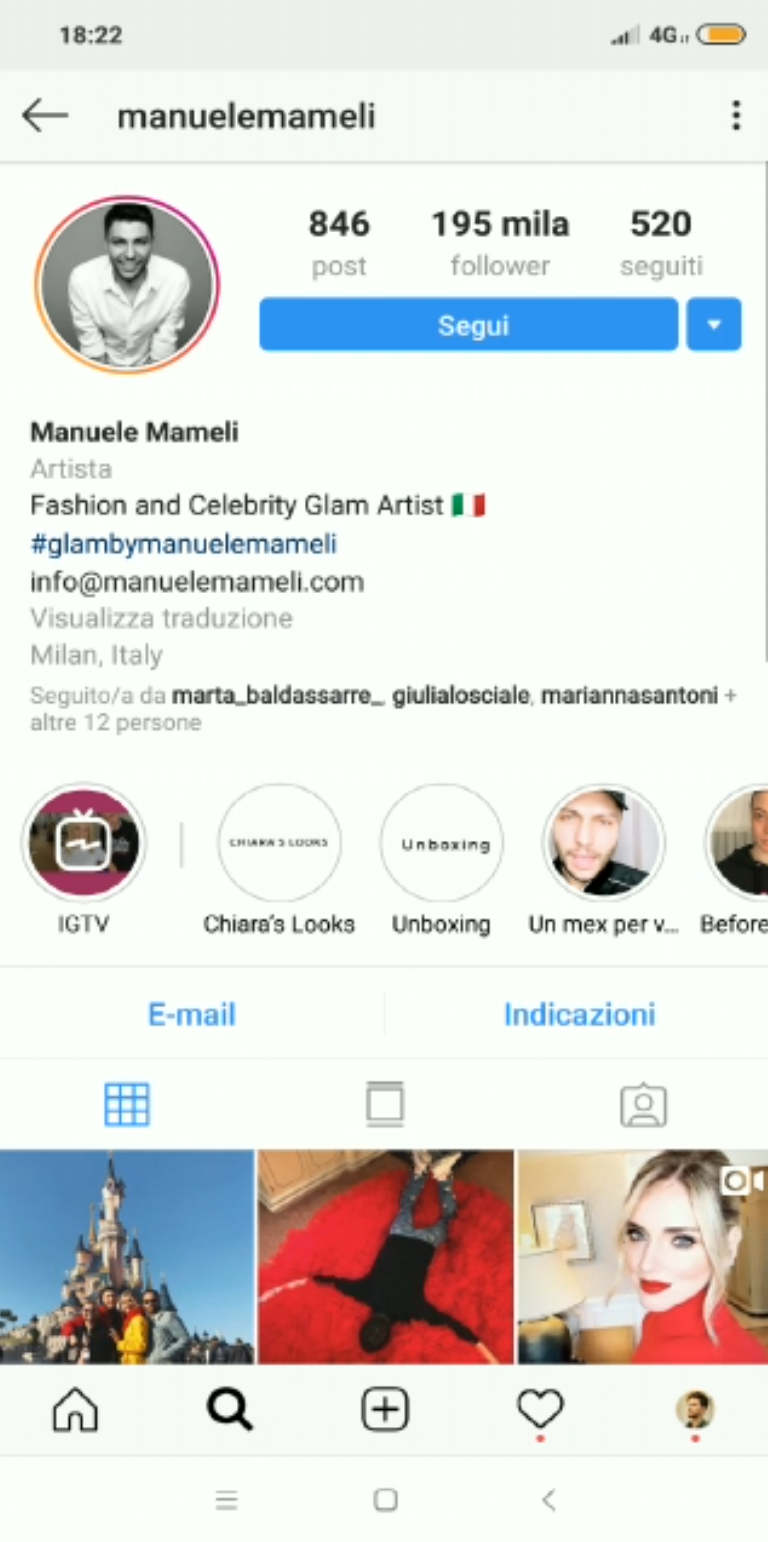 18:22
4G
manuelemameli
846 195 mila 520
post follower seguiti
Segui
Manuele Mameli
Artista
Fashion and Celebrity Glam Artist 🇮🇹
#glambymanuelemameli
info@manuelemameli.com
Visualizza traduzione
Milan, Italy
Seguito/a da marta_baldassarre_, giulialosciale, mariannasantoni +
altre 12 persone
CHIARA'S LOOKS Unboxing
IGTV Chiara's Looks Unboxing Un mex per v... Before
E-mail Indicazioni